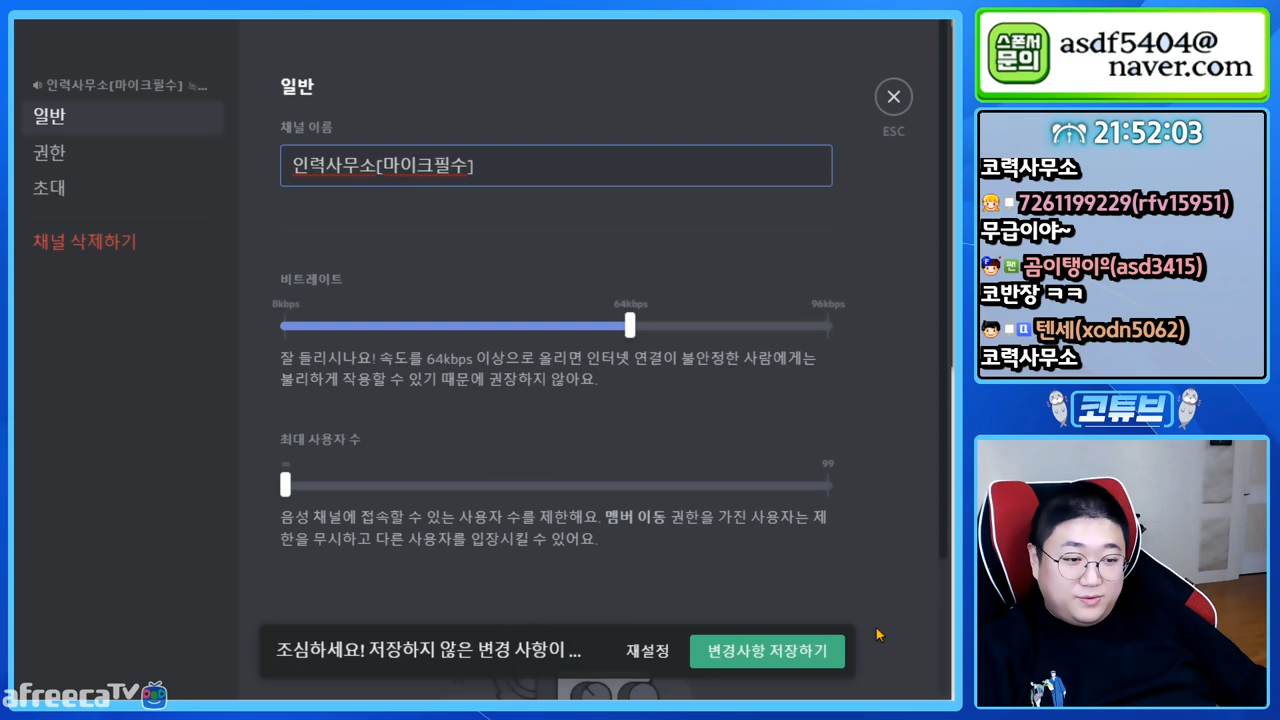 인력사무소[마이크필수]
일반
권한
초대
채널 삭제하기
일반
ESC
채널 이름
인력사무소[마이크필수]
비트레이트
8kbps
64kbps
96kbps
잘 들리시나요! 속도를 64kbps 이상으로 올리면 인터넷 연결이 불안정한 사람에게는
불리하게 작용할 수 있기 때문에 권장하지 않아요.
최대 사용자 수
∞
99
음성 채널에 접속할 수 있는 사용자 수를 제한해요. 멤버 이동 권한을 가진 사용자는 제
한을 무시하고 다른 사용자를 입장시킬 수 있어요.
조심하세요! 저장하지 않은 변경 사항이 ...
재설정
변경사항 저장하기
afreecaTV
스폰서
문의
asdf5404@
naver.com
21:52:03
코력사무소
7261199229(rfv15951)
무급이야~
팬
곰이탱이º(asd3415)
코반장 ㅋㅋ
텐세(xodn5062)
코력사무소
코튜브